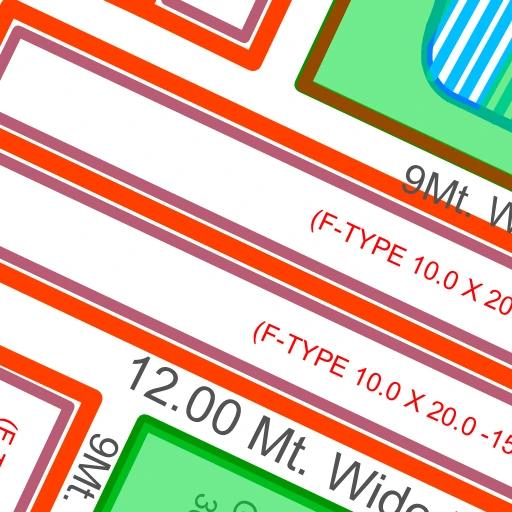 9Mt. W
(F-TYPE 10.0 X 20
(F-TYPE 10.0 X 20.0 -15
12.00 Mt. Wide
9Mt.
(F-T